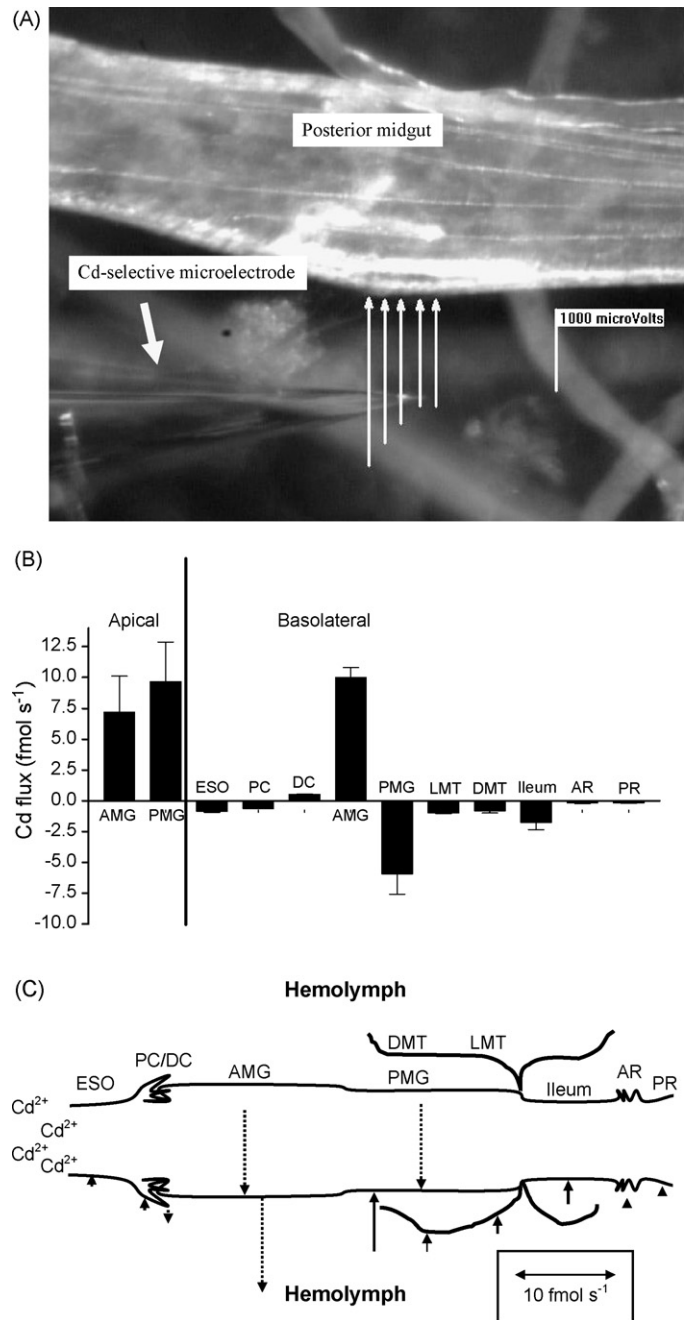 (A)
Posterior midgut
Cd-selective microelectrode
1000 microVolts
(B)
Apical
Basolateral
Cd flux (fmol s⁻¹)
12.5
10.0
7.5
5.0
2.5
0.0
-2.5
-5.0
-7.5
-10.0
AMG
PMG
ESO
PC
DC
AMG
PMG
LMT
DMT
Ileum
AR
PR
(C)
Hemolymph
ESO
PC/DC
AMG
PMG
DMT
LMT
Ileum
AR
PR
Cd²⁺
Cd²⁺
Cd²⁺
Cd²⁺
Hemolymph
10 fmol s⁻¹